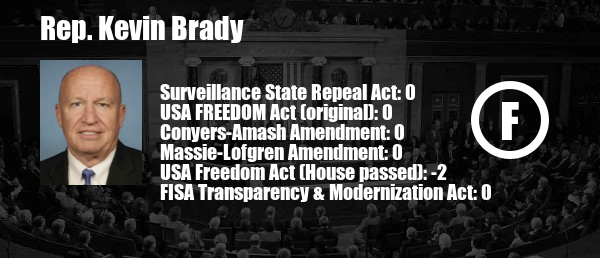 Rep. Kevin Brady
Surveillance State Repeal Act: 0
USA FREEDOM Act (original): 0
Conyers-Amash Amendment: 0
Massie-Lofgren Amendment: 0
USA Freedom Act (House passed): -2
FISA Transparency & Modernization Act: 0
F